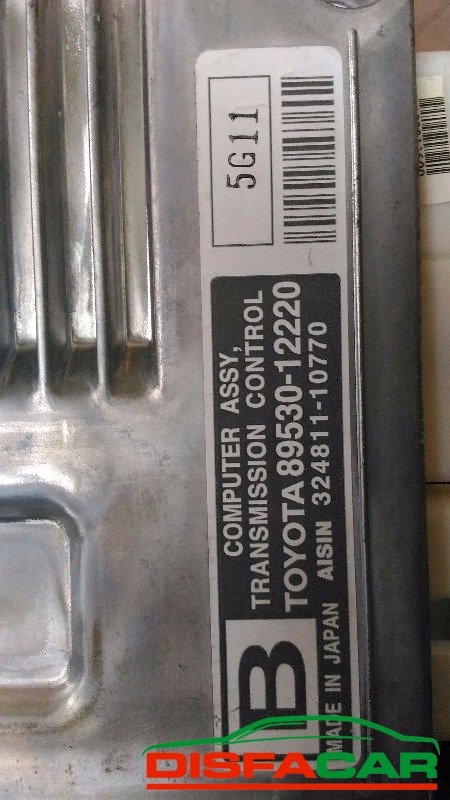 5G11
COMPUTER ASSY,
TRANSMISSION CONTROL
TOYOTA 89530-12220
AISIN 324811-10770
B
MADE IN JAPAN
DISFACAR